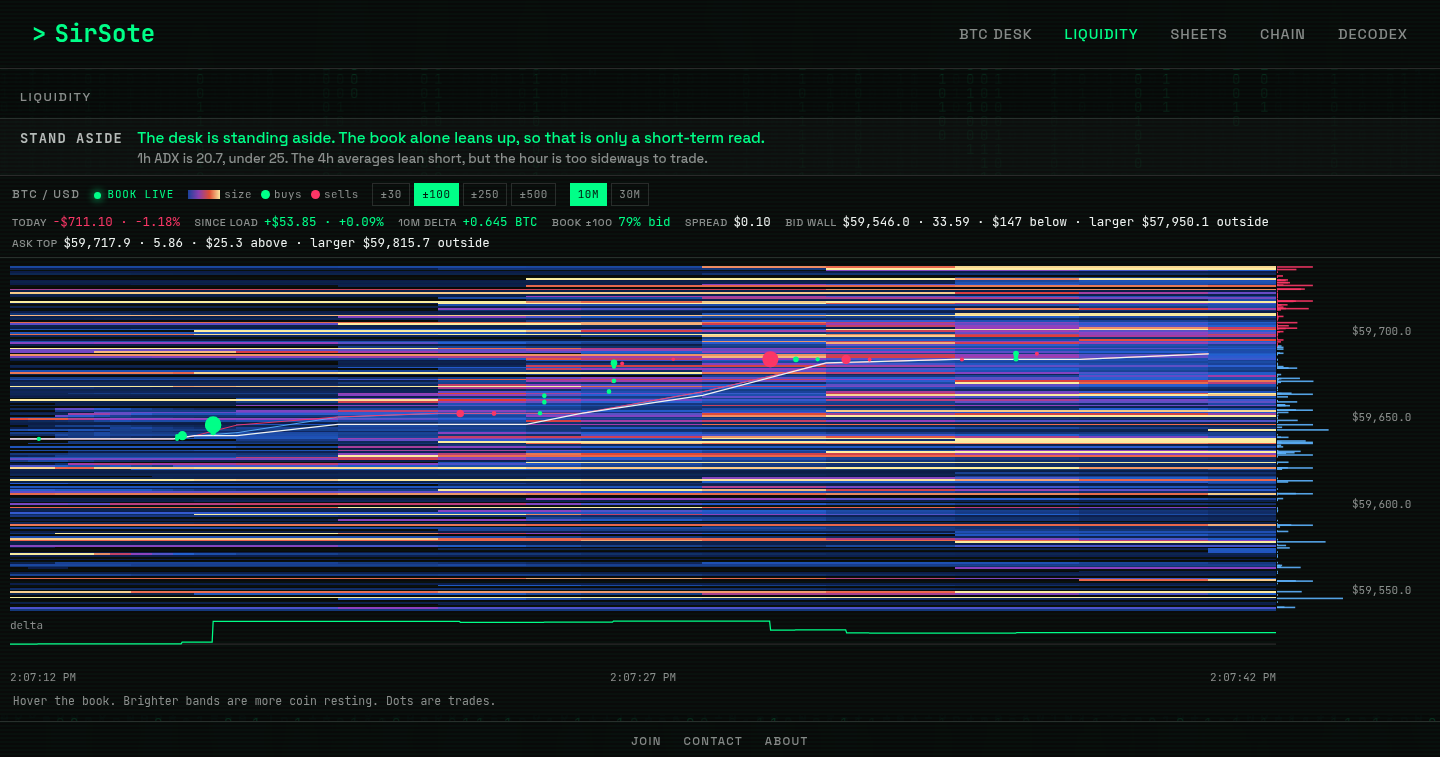 > SirSote
BTC DESK LIQUIDITY SHEETS CHAIN DECODEX
LIQUIDITY
STAND ASIDE The desk is standing aside. The book alone leans up, so that is only a short-term read.
1h ADX is 20.7, under 25. The 4h averages lean short, but the hour is too sideways to trade.
BTC / USD BOOK LIVE size buys sells ±30 ±100 ±250 ±500 10M 30M
TODAY -$711.10 · -1.18% SINCE LOAD +$53.85 · +0.09% 10M DELTA +0.645 BTC BOOK ±100 79% bid SPREAD $0.10 BID WALL $59,546.0 · 33.59 · $147 below · larger $57,950.1 outside
ASK TOP $59,717.9 · 5.86 · $25.3 above · larger $59,815.7 outside
$59,700.0
$59,650.0
$59,600.0
$59,550.0
delta
2:07:12 PM 2:07:27 PM 2:07:42 PM
Hover the book. Brighter bands are more coin resting. Dots are trades.
JOIN CONTACT ABOUT